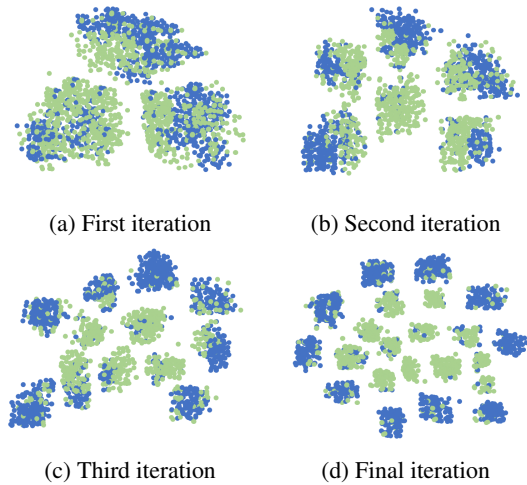 (a) First iteration
(b) Second iteration
(c) Third iteration
(d) Final iteration